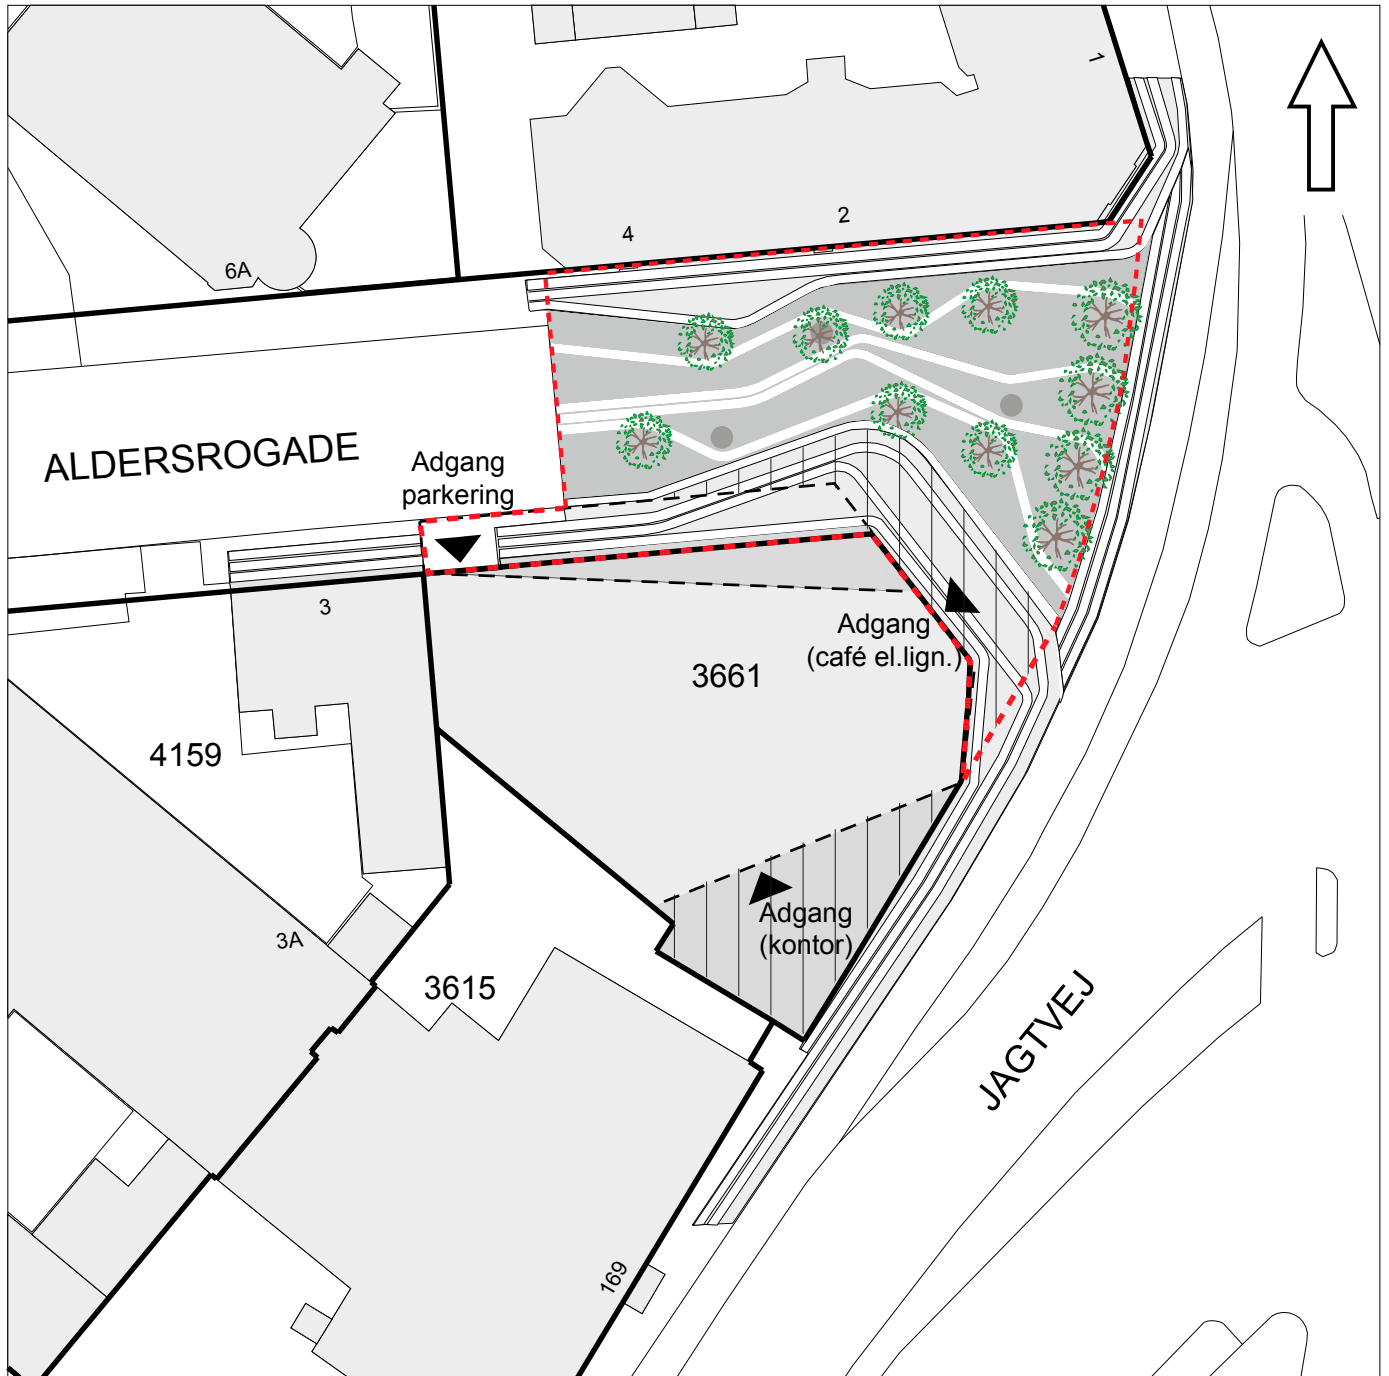 1
2
4
6A
ALDERSROGADE
Adgang
parkering
3
Adgang
(café el.lign.)
3661
4159
Adgang
(kontor)
3A
3615
JAGTVEJ
169